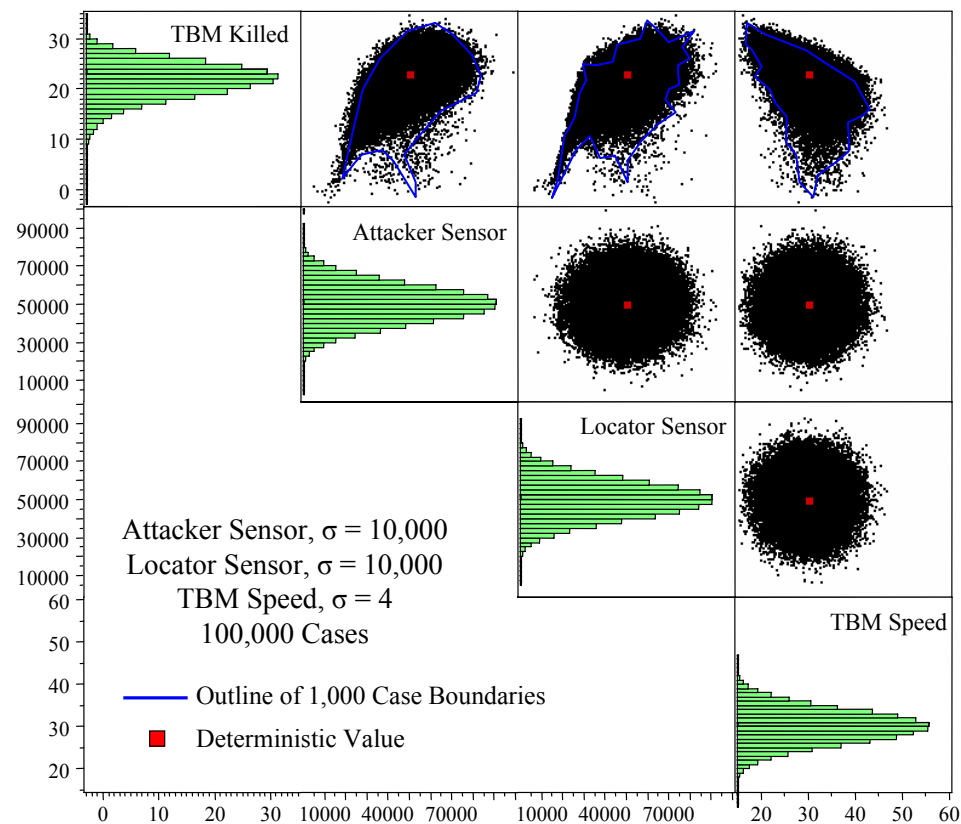 TBM Killed
30
20
10
0
Attacker Sensor
90000
70000
50000
30000
10000
Locator Sensor
90000
70000
50000
30000
10000
Attacker Sensor, σ = 10,000
Locator Sensor, σ = 10,000
TBM Speed, σ = 4
100,000 Cases
Outline of 1,000 Case Boundaries
Deterministic Value
TBM Speed
60
50
40
30
20
0 10 20 30 10000 40000 70000 10000 40000 70000 20 30 40 50 60